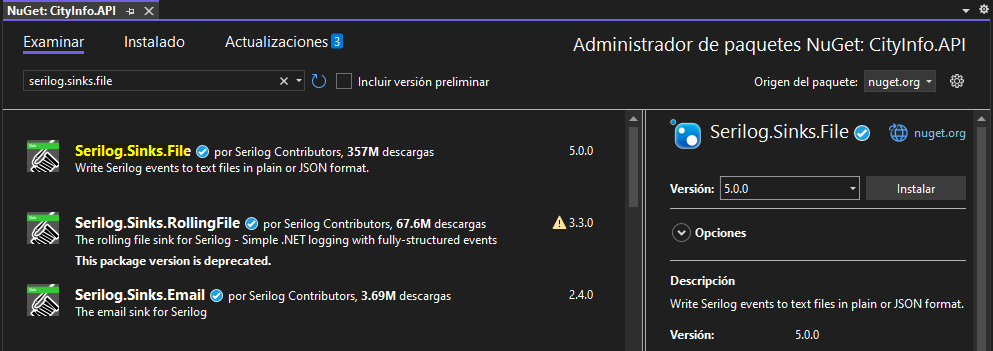 NuGet: CityInfo.API
Examinar Instalado Actualizaciones 3
Administrador de paquetes NuGet: CityInfo.API
serilog.sinks.file
Incluir versión preliminar
Origen del paquete: nuget.org
Serilog.Sinks.File por Serilog Contributors, 357M descargas 5.0.0
Write Serilog events to text files in plain or JSON format.
Serilog.Sinks.RollingFile por Serilog Contributors, 67.6M descargas 3.3.0
The rolling file sink for Serilog - Simple .NET logging with fully-structured events
This package version is deprecated.
Serilog.Sinks.Email por Serilog Contributors, 3.69M descargas 2.4.0
The email sink for Serilog
Serilog.Sinks.File nuget.org
Versión: 5.0.0 Instalar
Opciones
Descripción
Write Serilog events to text files in plain or JSON format.
Versión: 5.0.0